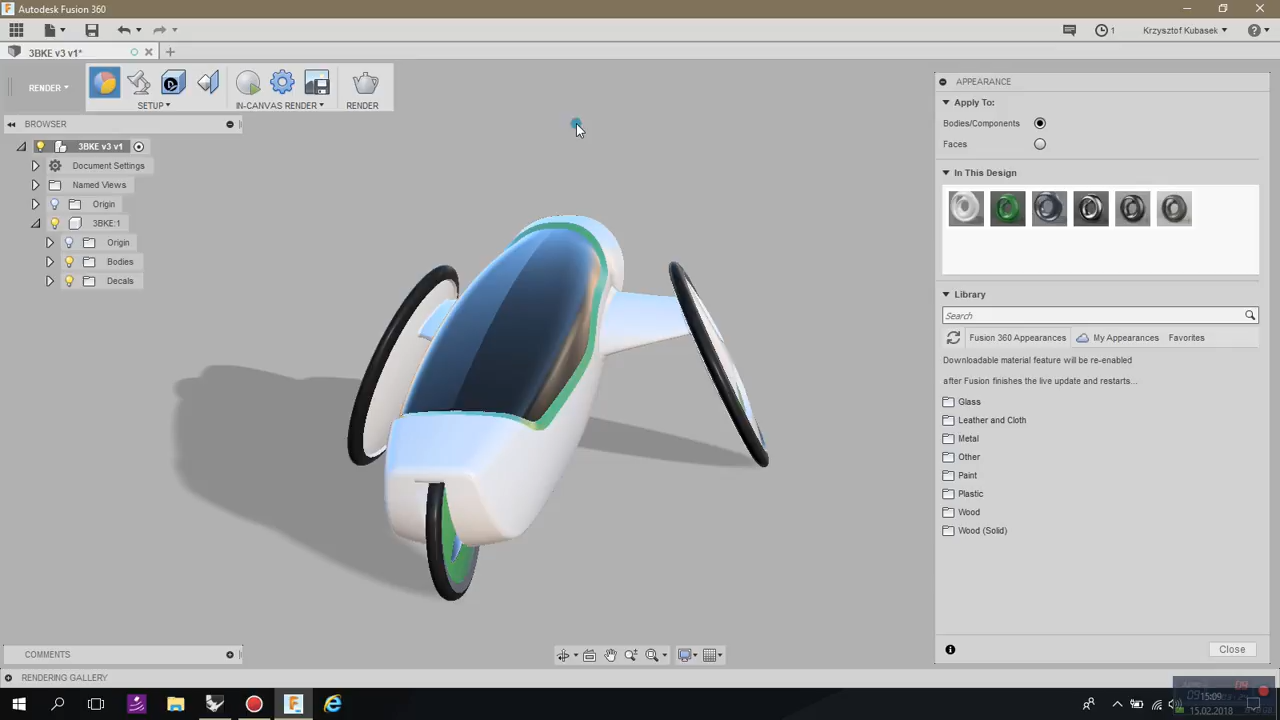 Autodesk Fusion 360
1
Krzysztof Kubasek
3BKE v3 v1*
RENDER
SETUP
IN-CANVAS RENDER
RENDER
BROWSER
3BKE v3 v1
Document Settings
Named Views
Origin
3BKE:1
Origin
Bodies
Decals
APPEARANCE
Apply To:
Bodies/Components
Faces
In This Design
Library
Search
Fusion 360 Appearances
My Appearances
Favorites
Downloadable material feature will be re-enabled
after Fusion finishes the live update and restarts...
Glass
Leather and Cloth
Metal
Other
Paint
Plastic
Wood
Wood (Solid)
Close
COMMENTS
RENDERING GALLERY
15:09
15.02.2018